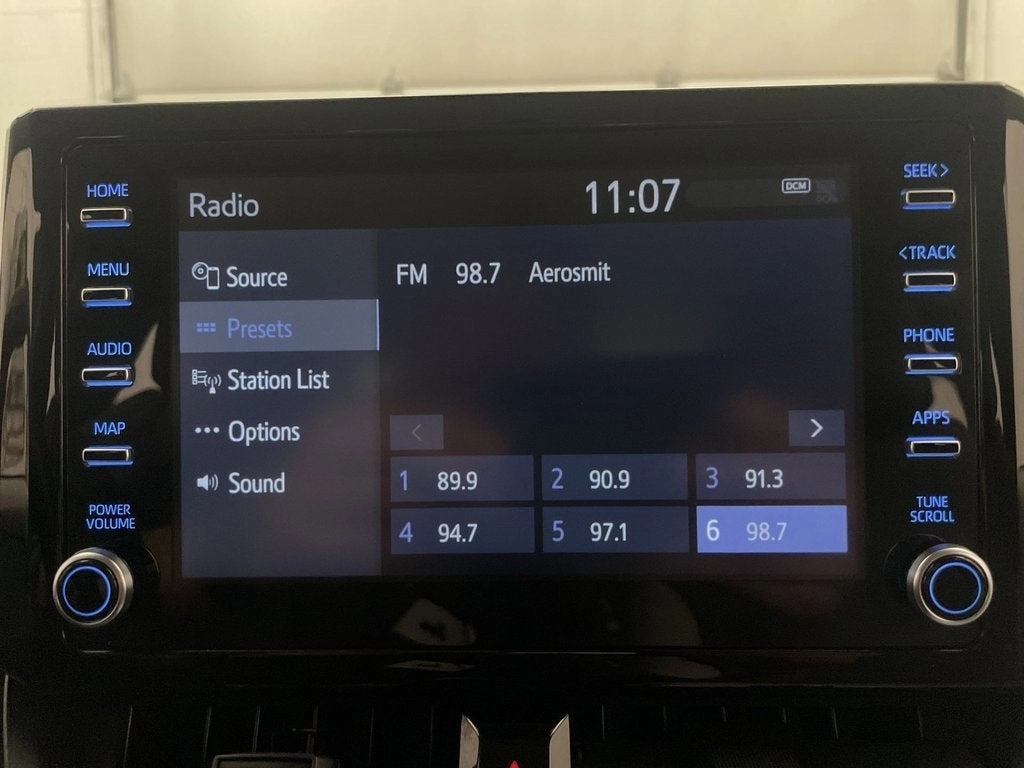 HOME
MENU
AUDIO
MAP
POWER
VOLUME
Radio
11:07
DCM
Source
Presets
Station List
Options
Sound
FM 98.7 Aerosmit
< >
1 89.9 2 90.9 3 91.3
4 94.7 5 97.1 6 98.7
SEEK>
<TRACK
PHONE
APPS
TUNE
SCROLL